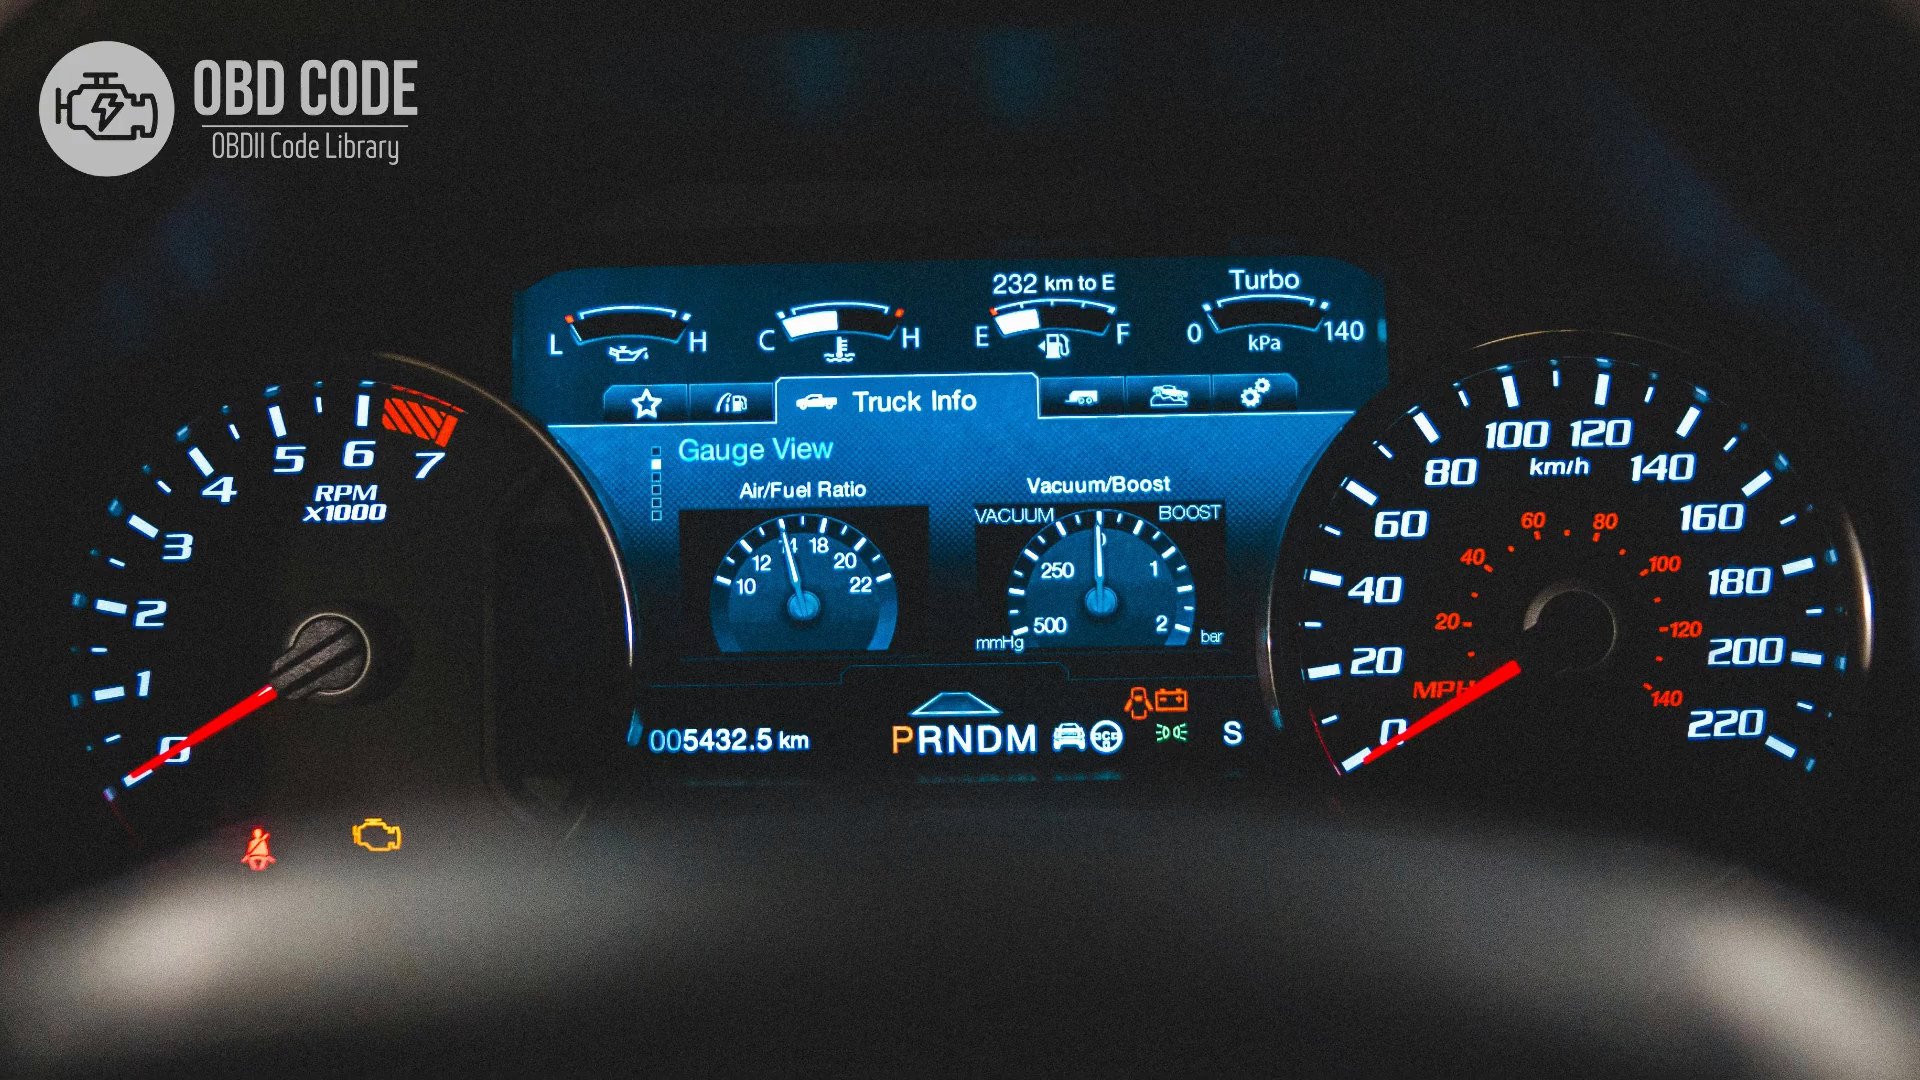 OBD CODE
OBDII Code Library
232 km to E
Turbo
L H
C H
E F
0 140
kPa
Truck Info
Gauge View
Air/Fuel Ratio
10 12 14 18 20 22
Vacuum/Boost
VACUUM BOOST
500 250 0 1 2
mmHg bar
0 1 2 3 4 5 6 7
RPM
X1000
0 20 40 60 80 100 120 140 160 180 200 220
km/h
20 40 60 80 100 120 140
MPH
005432.5 km
PRNDM
S